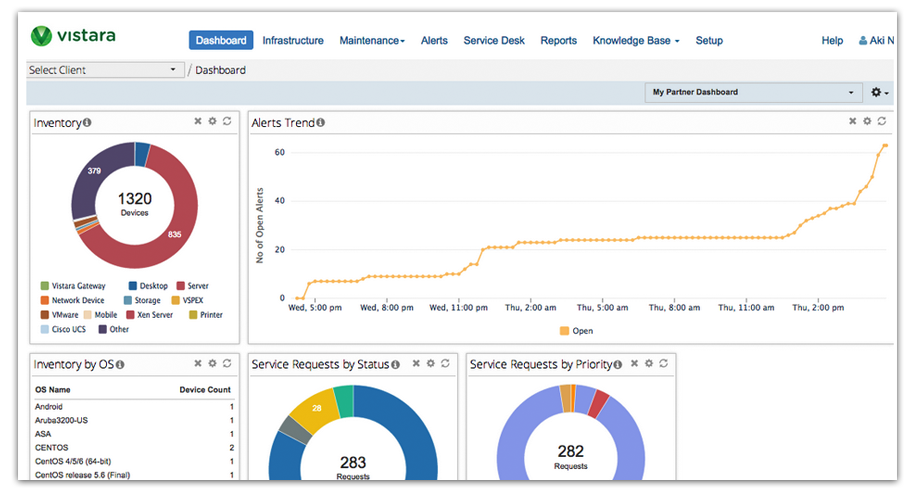 vistara
Dashboard Infrastructure Maintenance Alerts Service Desk Reports Knowledge Base Setup Help Aki N
Select Client / Dashboard
My Partner Dashboard
Inventory
379
1320
Devices
835
Vistara Gateway Desktop Server
Network Device Storage VSPEX
VMware Mobile Xen Server Printer
Cisco UCS Other
Alerts Trend
No of Open Alerts
60
40
20
0
Wed, 5:00 pm Wed, 8:00 pm Wed, 11:00 pm Thu, 2:00 am Thu, 5:00 am Thu, 8:00 am Thu, 11:00 am Thu, 2:00 pm
Open
Inventory by OS
OS Name Device Count
Android 1
Aruba3200-US 1
ASA 1
CENTOS 2
CentOS 4/5/6 (64-bit) 1
CentOS release 5.6 (Final) 1
Service Requests by Status
28
283
Requests
Service Requests by Priority
282
Requests